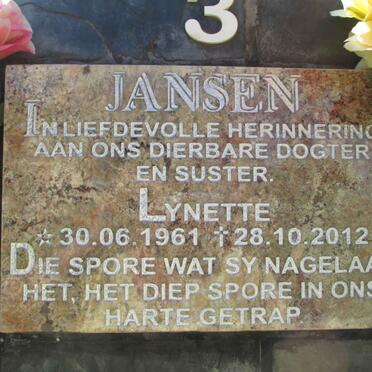 3
JANSEN
IN LIEFDEVOLLE HERINNERING
AAN ONS DIERBARE DOGTER
EN SUSTER.
LYNETTE
☆ 30.06.1961 † 28.10.2012
DIE SPORE WAT SY NAGELAA
HET, HET DIEP SPORE IN ONS
HARTE GETRAP.